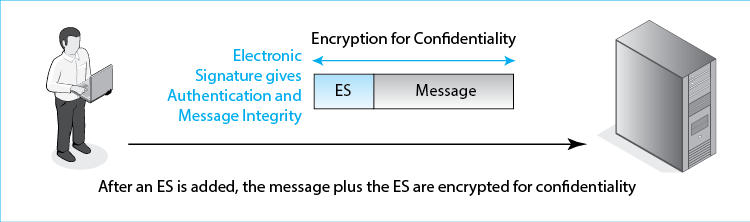 Encryption for Confidentiality
Electronic
Signature gives
Authentication and
Message Integrity
ES
Message
After an ES is added, the message plus the ES are encrypted for confidentiality